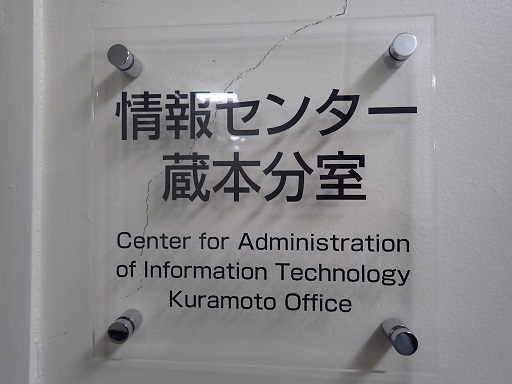 情報センター
蔵本分室
Center for Administration
of Information Technology
Kuramoto Office